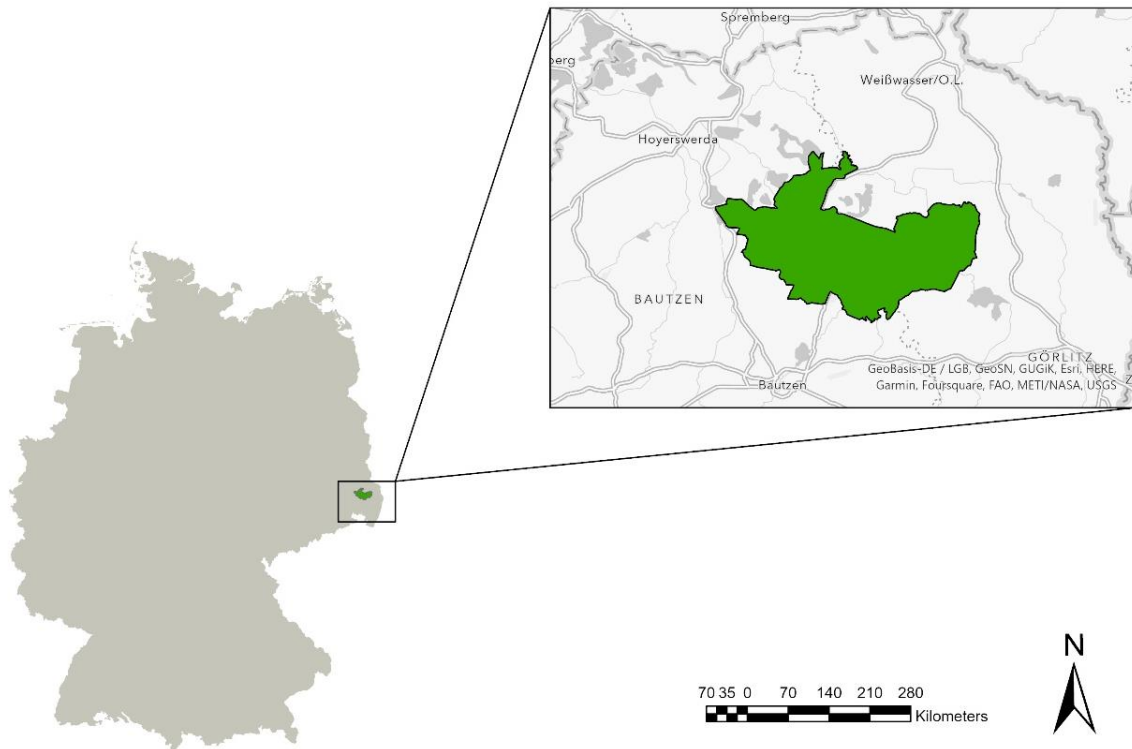 Spremberg
berg
Weißwasser/O.L.
Hoyerswerda
BAUTZEN
GÖRLITZ
GeoBasis-DE / LGB, GeoSN, GUGiK, Esri, HERE,
Bautzen
Garmin, Foursquare, FAO, METI/NASA, USGS
Z
N
70 35 0 70 140 210 280
Kilometers